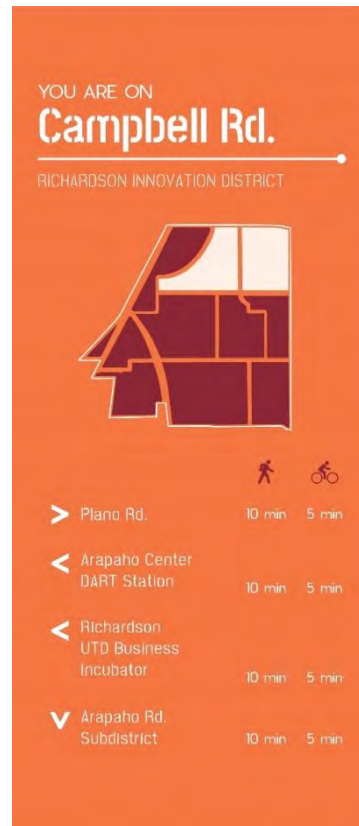 YOU ARE ON
Campbell Rd.
RICHARDSON INNOVATION DISTRICT
> Plano Rd. 10 min 5 min
< Arapaho Center
DART Station 10 min 5 min
< Richardson
UTD Business
Incubator 10 min 5 min
v Arapaho Rd.
Subdistrict 10 min 5 min